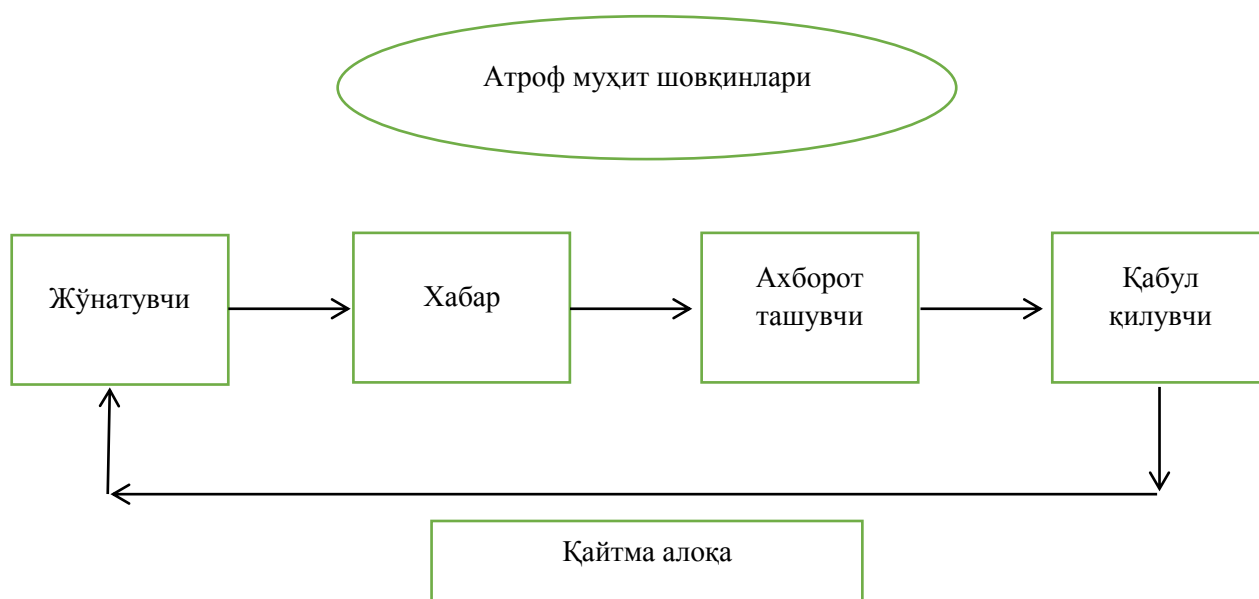 Атроф муҳит шовқинлари
Жўнатувчи
Хабар
Ахборот
ташувчи
Қабул
қилувчи
Қайтма алоқа